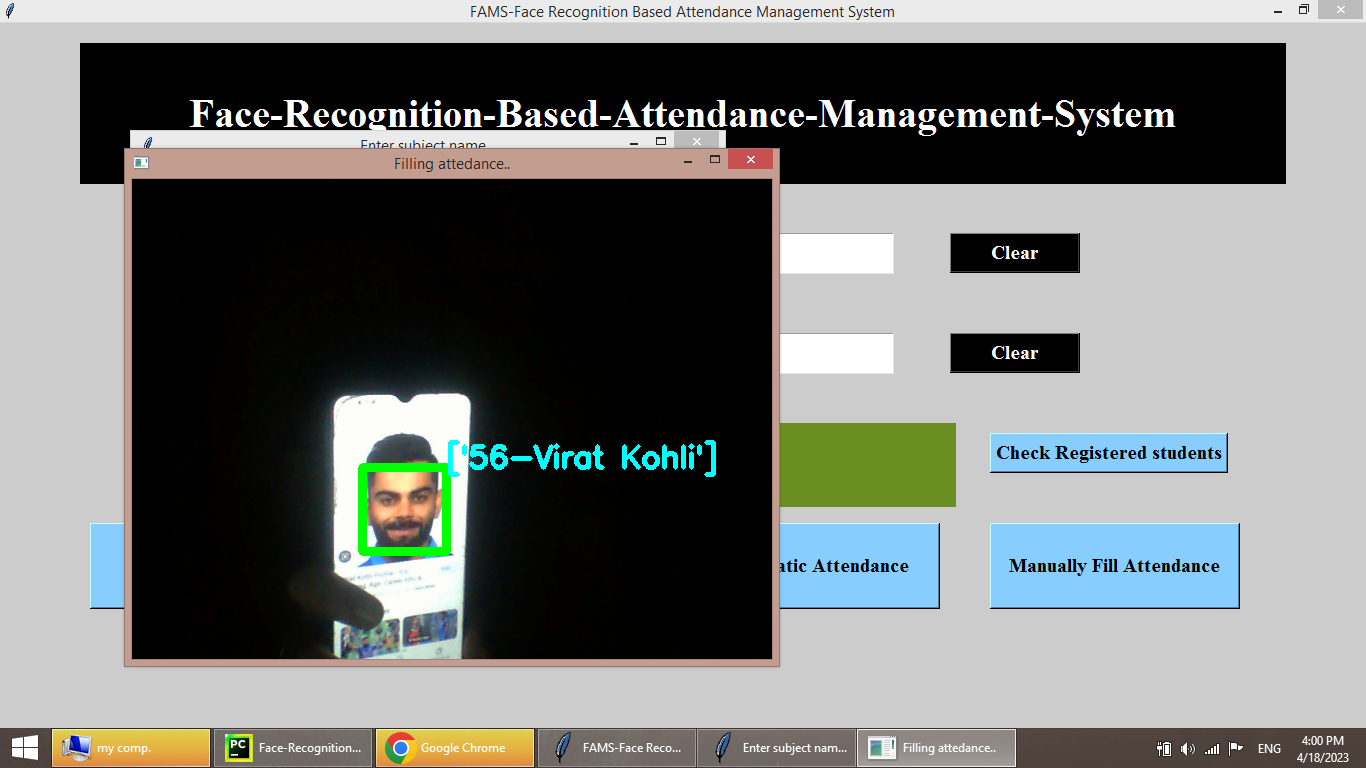 FAMS-Face Recognition Based Attendance Management System
Face-Recognition-Based-Attendance-Management-System
Enter subject name
Filling attedance..
Clear
['56-Virat Kohli']
Clear
Check Registered students
atic Attendance
Manually Fill Attendance
my comp.
Face-Recognition...
Google Chrome
FAMS-Face Reco...
Enter subject nam...
Filling attedance..
ENG
4:00 PM
4/18/2023